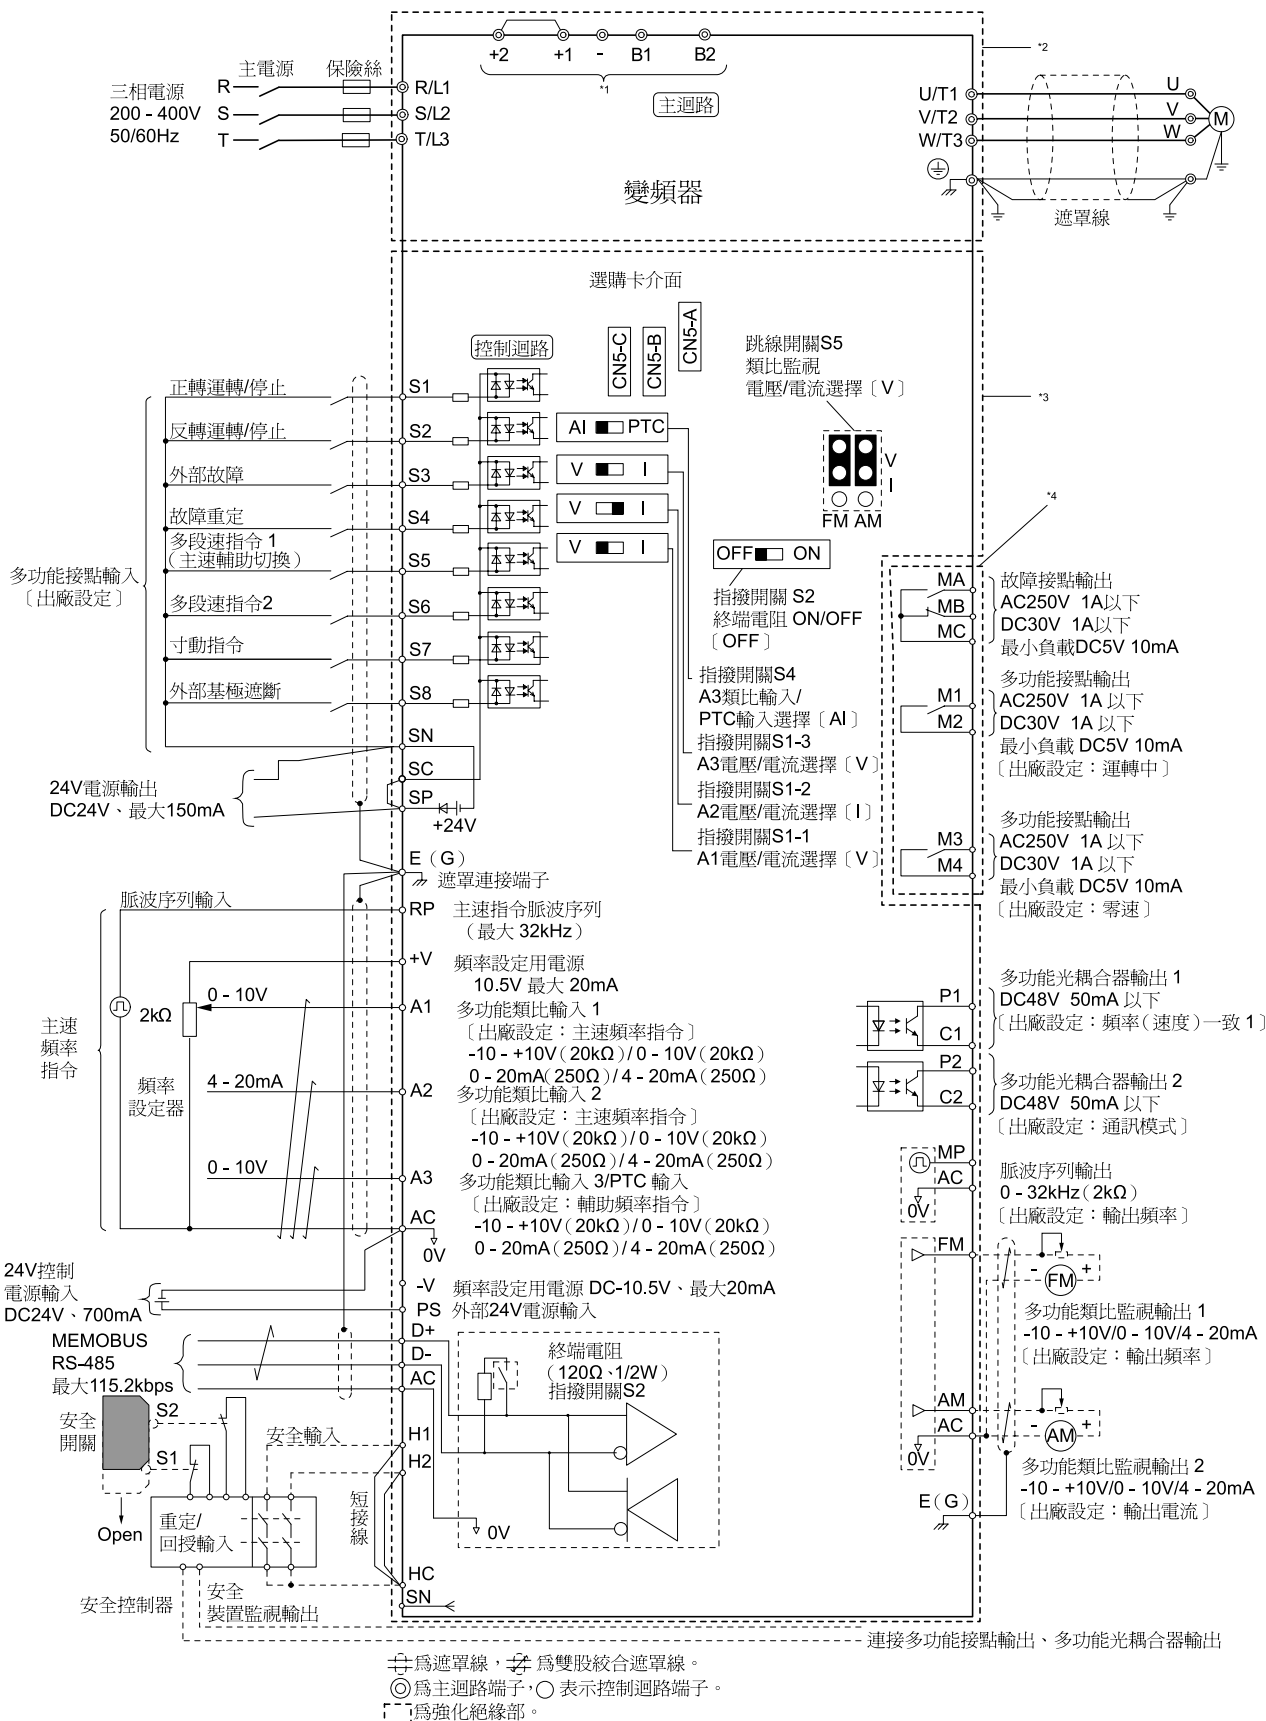 +2 +1 - B1 B2
*1
*2
主迴路
主電源
保險絲
三相電源
200 - 400V
50/60Hz
R
S
T
R/L1
S/L2
T/L3
U/T1
V/T2
W/T3
U
V
W
M
變頻器
遮罩線
選購卡介面
控制迴路
CN5-C
CN5-B
CN5-A
跳線開關S5
類比監視
電壓/電流選擇〔V〕
V
I
FM AM
*3
*4
多功能接點輸入
〔出廠設定〕
正轉運轉/停止
反轉運轉/停止
外部故障
故障重定
多段速指令 1
(主速輔助切換)
多段速指令2
寸動指令
外部基極遮斷
S1
S2
S3
S4
S5
S6
S7
S8
SN
SC
SP
+24V
24V電源輸出
DC24V、最大150mA
AI PTC
V I
V I
V I
OFF ON
指撥開關 S2
終端電阻 ON/OFF
〔OFF〕
指撥開關S4
A3類比輸入/
PTC輸入選擇〔AI〕
指撥開關S1-3
A3電壓/電流選擇〔V〕
指撥開關S1-2
A2電壓/電流選擇〔I〕
指撥開關S1-1
A1電壓/電流選擇〔V〕
MA
MB
MC
故障接點輸出
AC250V 1A以下
DC30V 1A以下
最小負載DC5V 10mA
M1
M2
多功能接點輸出
AC250V 1A 以下
DC30V 1A 以下
最小負載 DC5V 10mA
〔出廠設定：運轉中〕
M3
M4
多功能接點輸出
AC250V 1A 以下
DC30V 1A 以下
最小負載 DC5V 10mA
〔出廠設定：零速〕
E(G)
遮罩連接端子
脈波序列輸入
RP
主速指令脈波序列
(最大 32kHz)
+V
頻率設定用電源
10.5V 最大 20mA
主速
頻率
指令
2kΩ
頻率
設定器
0 - 10V
A1
多功能類比輸入 1
〔出廠設定：主速頻率指令〕
-10 - +10V(20kΩ)/0 - 10V(20kΩ)
0 - 20mA(250Ω)/4 - 20mA(250Ω)
4 - 20mA
A2
多功能類比輸入 2
〔出廠設定：主速頻率指令〕
-10 - +10V(20kΩ)/0 - 10V(20kΩ)
0 - 20mA(250Ω)/4 - 20mA(250Ω)
0 - 10V
A3
多功能類比輸入 3/PTC 輸入
〔出廠設定：輔助頻率指令〕
-10 - +10V(20kΩ)/0 - 10V(20kΩ)
0 - 20mA(250Ω)/4 - 20mA(250Ω)
AC
0V
P1
C1
多功能光耦合器輸出 1
DC48V 50mA 以下
〔出廠設定：頻率(速度)一致 1〕
P2
C2
多功能光耦合器輸出 2
DC48V 50mA 以下
〔出廠設定：通訊模式〕
MP
AC
0V
脈波序列輸出
0 - 32kHz(2kΩ)
〔出廠設定：輸出頻率〕
FM
- +
FM
多功能類比監視輸出 1
-10 - +10V/0 - 10V/4 - 20mA
〔出廠設定：輸出頻率〕
AM
AC
0V
- +
AM
多功能類比監視輸出 2
-10 - +10V/0 - 10V/4 - 20mA
〔出廠設定：輸出電流〕
E(G)
24V控制
電源輸入
DC24V、700mA
-V
頻率設定用電源 DC-10.5V、最大20mA
PS
外部24V電源輸入
MEMOBUS
RS-485
最大115.2kbps
D+
D-
AC
終端電阻
(120Ω、1/2W)
指撥開關S2
0V
安全
開關
S2
S1
Open
安全輸入
H1
H2
短接線
重定/
回授輸入
HC
SN
安全控制器
安全
裝置監視輸出
連接多功能接點輸出、多功能光耦合器輸出
爲遮罩線， 爲雙股絞合遮罩線。
爲主迴路端子， 表示控制迴路端子。
爲強化絕緣部。